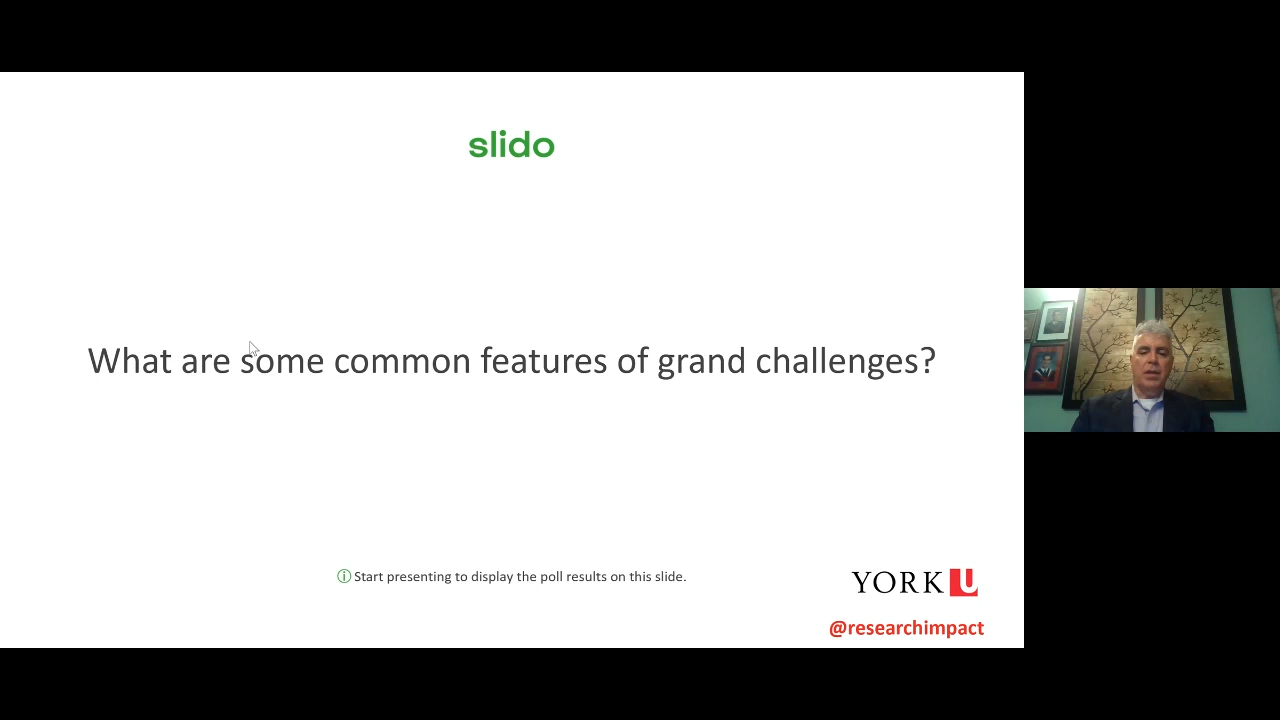 slido
What are some common features of grand challenges?
Start presenting to display the poll results on this slide.
YORK U
@researchimpact